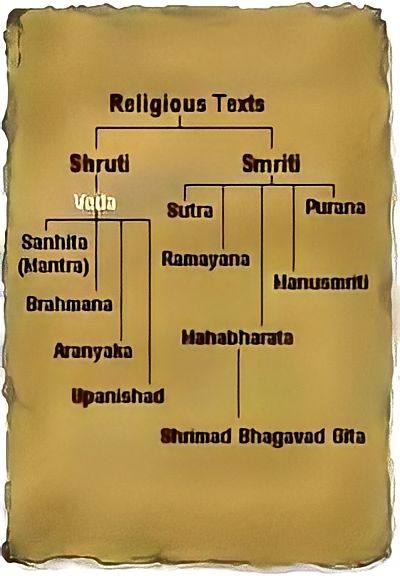 Religious Texts
Shruti
Smriti
Veda
Sutra
Purana
Sanhita
(Mantra)
Ramayana
Manusmriti
Brahmana
Mahabharata
Aranyaka
Upanishad
Shrimad Bhagavad Gita